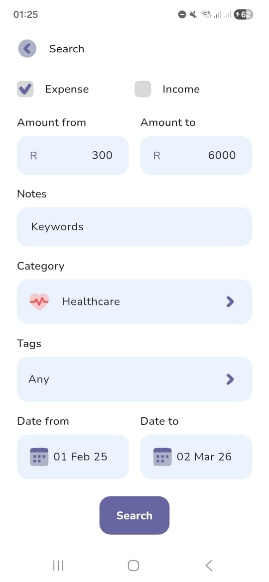 01:25
62
Search
Expense
Income
Amount from
Amount to
R 300
R 6000
Notes
Keywords
Category
Healthcare
Tags
Any
Date from
Date to
01 Feb 25
02 Mar 26
Search